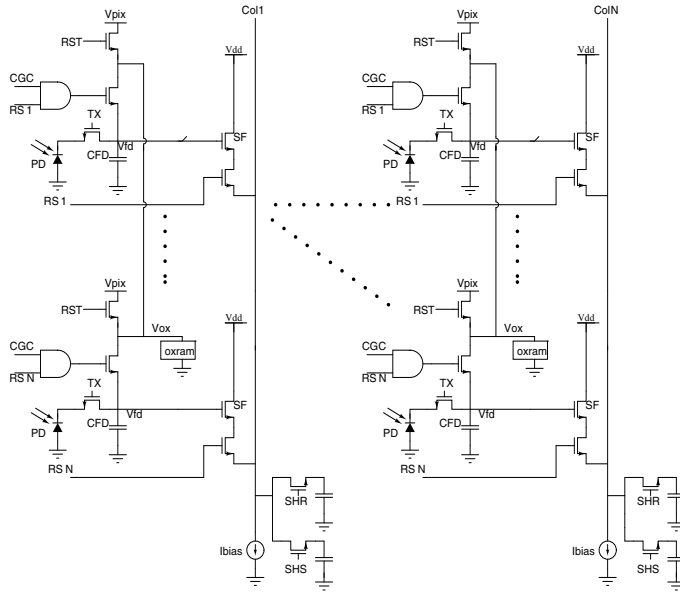 Col1
ColN
Vpix
Vpix
RST
RST
Vdd
Vdd
CGC
CGC
RS 1
RS 1
TX
TX
SF
SF
Vfd
Vfd
CFD
CFD
PD
PD
RS 1
RS 1
Vpix
Vpix
RST
RST
Vdd
Vdd
Vox
Vox
CGC
CGC
oxram
oxram
RS N
RS N
TX
TX
SF
SF
Vfd
Vfd
CFD
CFD
PD
PD
RS N
RS N
SHR
SHR
Ibias
Ibias
SHS
SHS